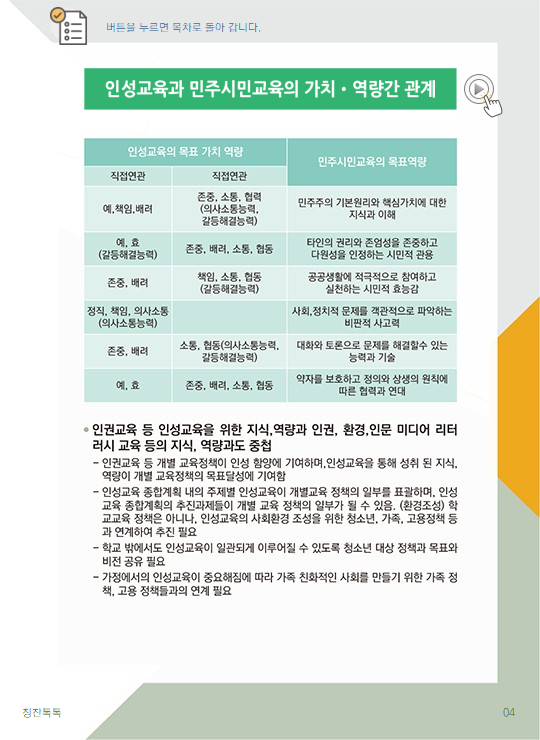 버튼을 누르면 목차로 돌아 갑니다.
인성교육과 민주시민교육의 가치・역량간 관계
인성교육의 목표 가치 역량
민주시민교육의 목표역량
직접연관
직접연관
예,책임,배려
존중, 소통, 협력
(의사소통능력,
갈등해결능력)
민주주의 기본원리와 핵심가치에 대한
지식과 이해
예, 효
(갈등해결능력)
존중, 배려, 소통, 협동
타인의 권리와 존엄성을 존중하고
다원성을 인정하는 시민적 관용
존중, 배려
책임, 소통, 협동
(갈등해결능력)
공공생활에 적극적으로 참여하고
실천하는 시민적 효능감
정직, 책임, 의사소통
(의사소통능력)
사회,정치적 문제를 객관적으로 파악하는
비판적 사고력
존중, 배려
소통, 협동(의사소통능력,
갈등해결능력)
대화와 토론으로 문제를 해결할수 있는
능력과 기술
예, 효
존중, 배려, 소통, 협동
약자를 보호하고 정의와 상생의 원칙에
따른 협력과 연대
• 인권교육 등 인성교육을 위한 지식,역량과 인권, 환경,인문 미디어 리터
러시 교육 등의 지식, 역량과도 중첩
– 인권교육 등 개별 교육정책이 인성 함양에 기여하며,인성교육을 통해 성취 된 지식,
역량이 개별 교육정책의 목표달성에 기여함
– 인성교육 종합계획 내의 주제별 인성교육이 개별교육 정책의 일부를 표괄하며, 인성
교육 종합계획의 추진과제들이 개별 교육 정책의 일부가 될 수 있음. (환경조성) 학
교교육 정책은 아니나, 인성교육의 사회환경 조성을 위한 청소년, 가족, 고용정책 등
과 연계하여 추진 필요
– 학교 밖에서도 인성교육이 일관되게 이루어질 수 있도록 청소년 대상 정책과 목표와
비전 공유 필요
– 가정에서의 인성교육이 중요해짐에 따라 가족 친화적인 사회를 만들기 위한 가족 정
책, 고용 정책들과의 연계 필요
칭찬톡톡
04